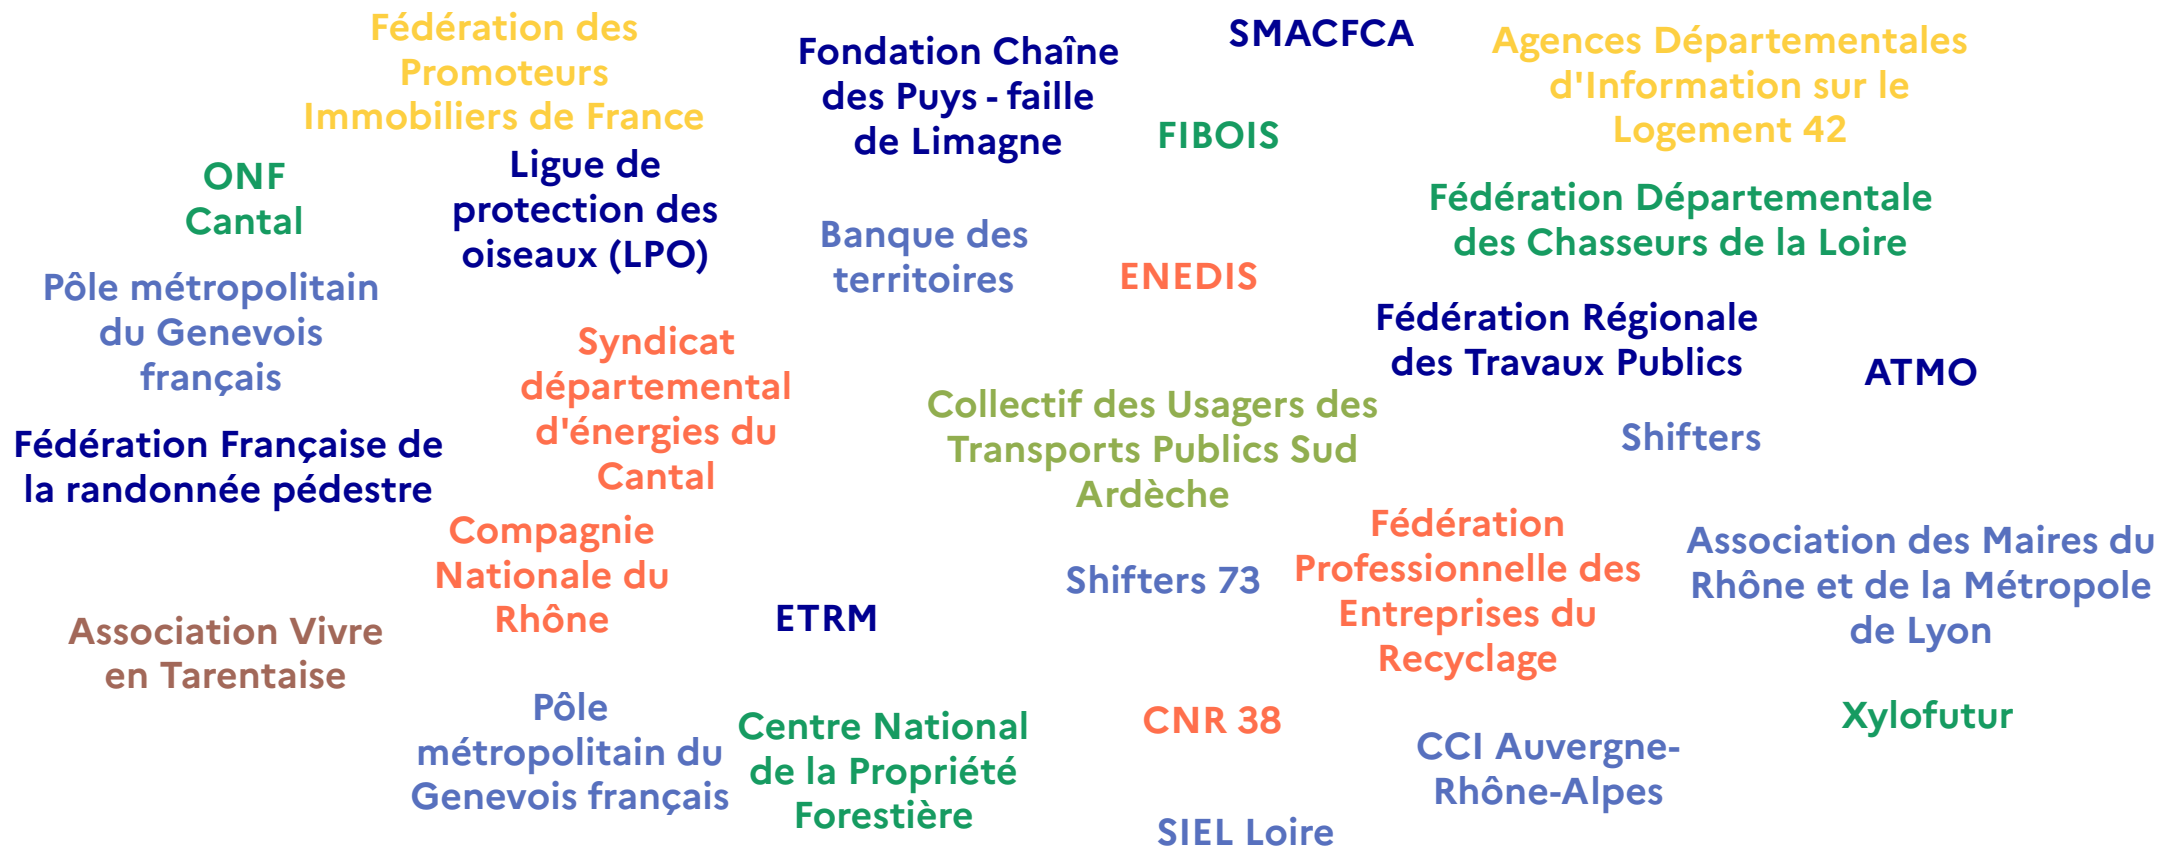 Fédération des
Promoteurs
Immobiliers de France
Fondation Chaîne
des Puys - faille
de Limagne
SMACFCA
Agences Départementales
d'Information sur le
Logement 42
FIBOIS
ONF
Cantal
Ligue de
protection des
oiseaux (LPO)
Fédération Départementale
des Chasseurs de la Loire
Banque des
territoires
ENEDIS
Pôle métropolitain
du Genevois
français
Syndicat
départemental
d'énergies du
Cantal
Fédération Régionale
des Travaux Publics
ATMO
Collectif des Usagers des
Transports Publics Sud
Ardèche
Shifters
Fédération Française de
la randonnée pédestre
Compagnie
Nationale du
Rhône
Shifters 73
Fédération
Professionnelle des
Entreprises du
Recyclage
Association des Maires du
Rhône et de la Métropole
de Lyon
ETRM
Association Vivre
en Tarentaise
Pôle
métropolitain du
Genevois français
Centre National
de la Propriété
Forestière
CNR 38
Xylofutur
CCI Auvergne-
Rhône-Alpes
SIEL Loire